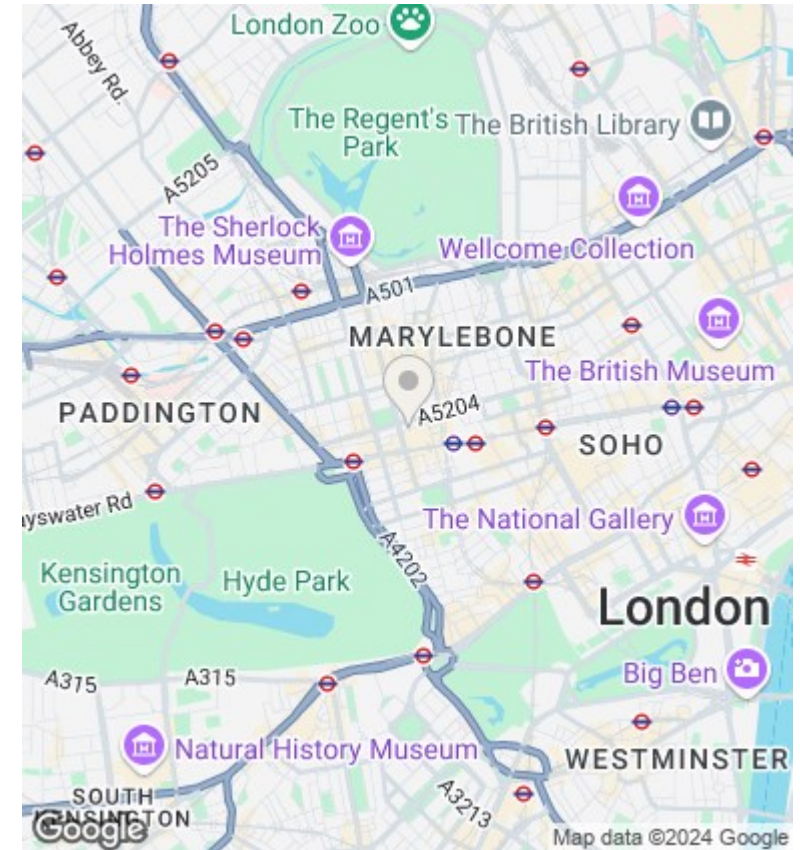 London Zoo
Abbey Rd.
The Regent's
Park
The British Library
A5205
The Sherlock
Holmes Museum
Wellcome Collection
A501
MARYLEBONE
The British Museum
A5204
PADDINGTON
SOHO
yswater Rd
The National Gallery
A4202
Kensington
Gardens
Hyde Park
London
A315
A315
Big Ben
Natural History Museum
WESTMINSTER
SOUTH
KENSINGTON
A3213
Google
Map data ©2024 Google